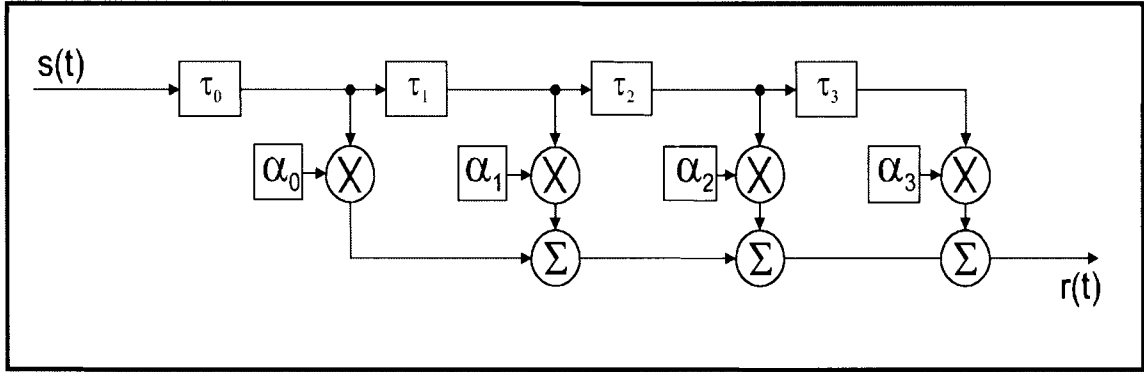 s(t)
τ₀ τ₁ τ₂ τ₃
α₀ X α₁ X α₂ X α₃ X
Σ Σ Σ
r(t)